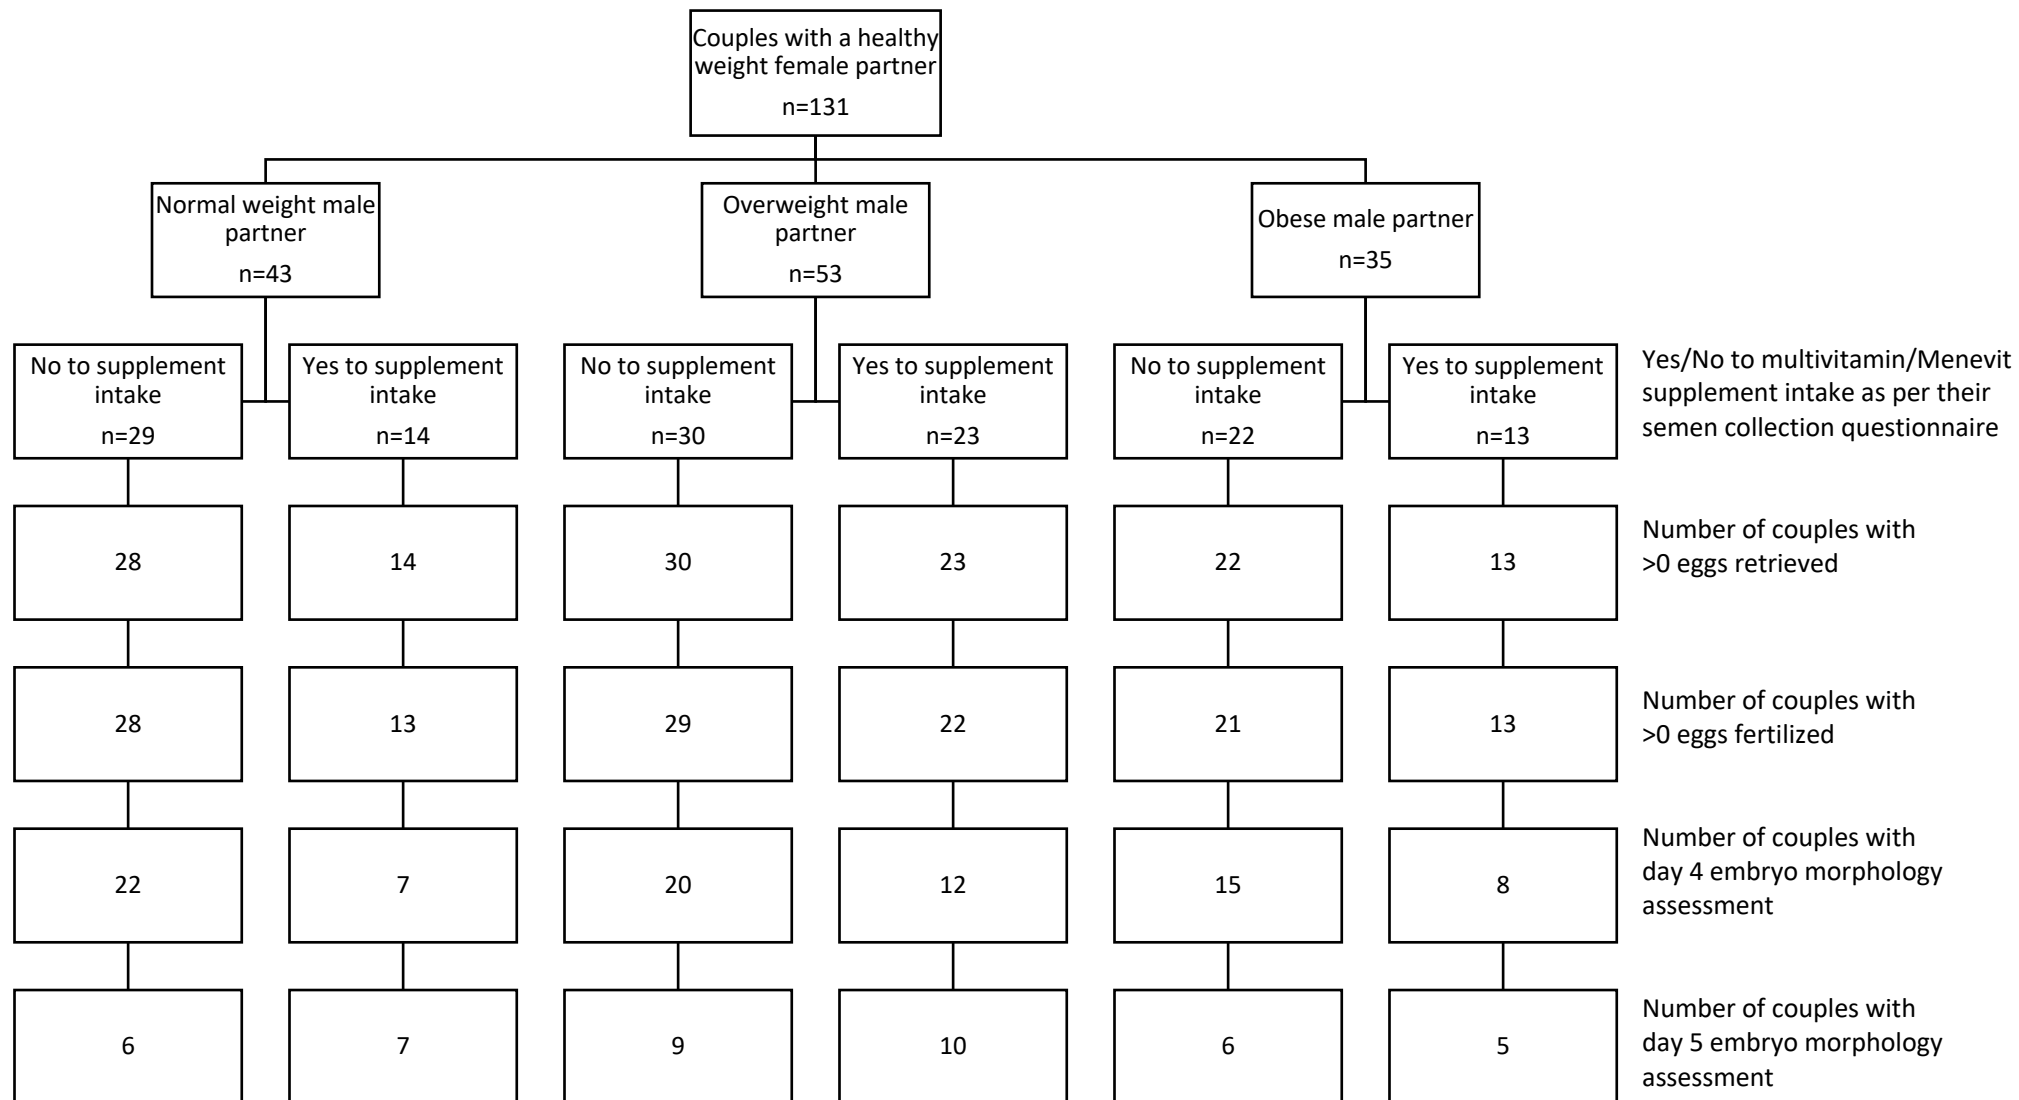 Couples with a healthy
weight female partner
n=131
Normal weight male
partner
n=43
Overweight male
partner
n=53
Obese male partner
n=35
No to supplement
intake
n=29
Yes to supplement
intake
n=14
No to supplement
intake
n=30
Yes to supplement
intake
n=23
No to supplement
intake
n=22
Yes to supplement
intake
n=13
Yes/No to multivitamin/Menevit
supplement intake as per their
semen collection questionnaire
28
14
30
23
22
13
Number of couples with
>0 eggs retrieved
28
13
29
22
21
13
Number of couples with
>0 eggs fertilized
22
7
20
12
15
8
Number of couples with
day 4 embryo morphology
assessment
6
7
9
10
6
5
Number of couples with
day 5 embryo morphology
assessment